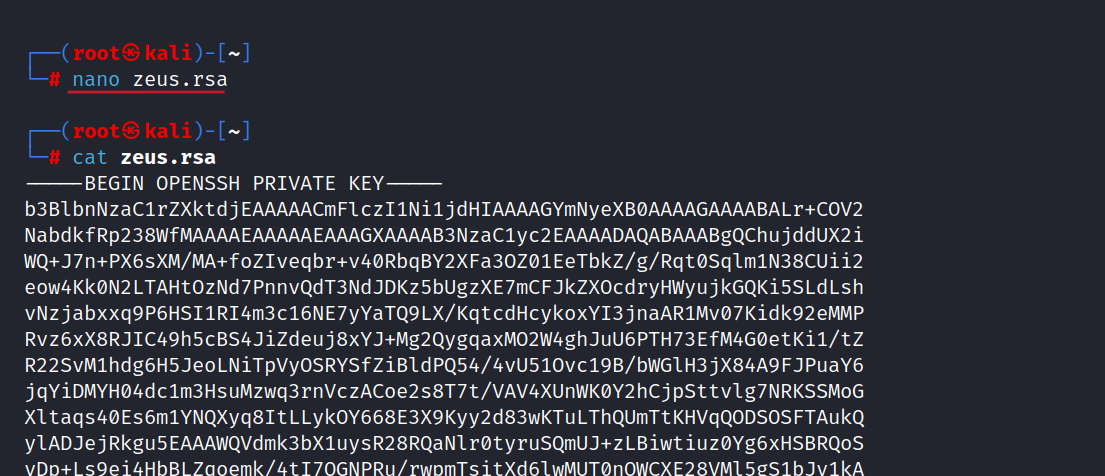 ┌──(root㉿kali)-[~]
└─# nano zeus.rsa
┌──(root㉿kali)-[~]
└─# cat zeus.rsa
-----BEGIN OPENSSH PRIVATE KEY-----
b3BlbnNzaC1rZXktdjEAAAAACmFlczI1Ni1jdHIAAAAGYmNyeXB0AAAAGAAAABALr+COV2
NabdkfRp238WfMAAAAEAAAAAEAAAGXAAAAB3NzaC1yc2EAAAADAQABAAABgQChujddUX2i
WQ+J7n+PX6sXM/MA+foZIveqbr+v40RbqBY2XFa3OZ01EeTbkZ/g/Rqt0Sqlm1N38CUii2
eow4Kk0N2LTAHtOzNd7PnnvQdT3NdJDKz5bUgzXE7mCFJkZXOcdryHWyujkGQKi5SLdLsh
vNzjabxxq9P6HSI1RI4m3c16NE7yYaTQ9LX/KqtcdHcykoxYI3jnaAR1Mv07Kidk92eMMP
Rvz6xX8RJIC49h5cBS4JiZdeuj8xYJ+Mg2QygqaxMO2W4ghJuU6PTH73EfM4G0etKi1/tZ
R22SvM1hdg6H5JeoLNiTpVyOSRYSfZiBldPQ54/4vU51Ovc19B/bWGlH3jX84A9FJPuaY6
jqYiDMYH04dc1m3HsuMzwq3rnVczACoe2s8T7t/VAV4XUnWK0Y2hCjpSttvlg7NRKSSMoG
Xltaqs40Es6m1YNQXyq8ItLLykOY668E3X9Kyy2d83wKTuLThQUmTtKHVqQODSOSFTAukQ
ylADJejRkgu5EAAAWQVdmk3bX1uysR28RQaNlr0tyruSQmUJ+zLBiwtiuz0Yg6xHSBRQoS